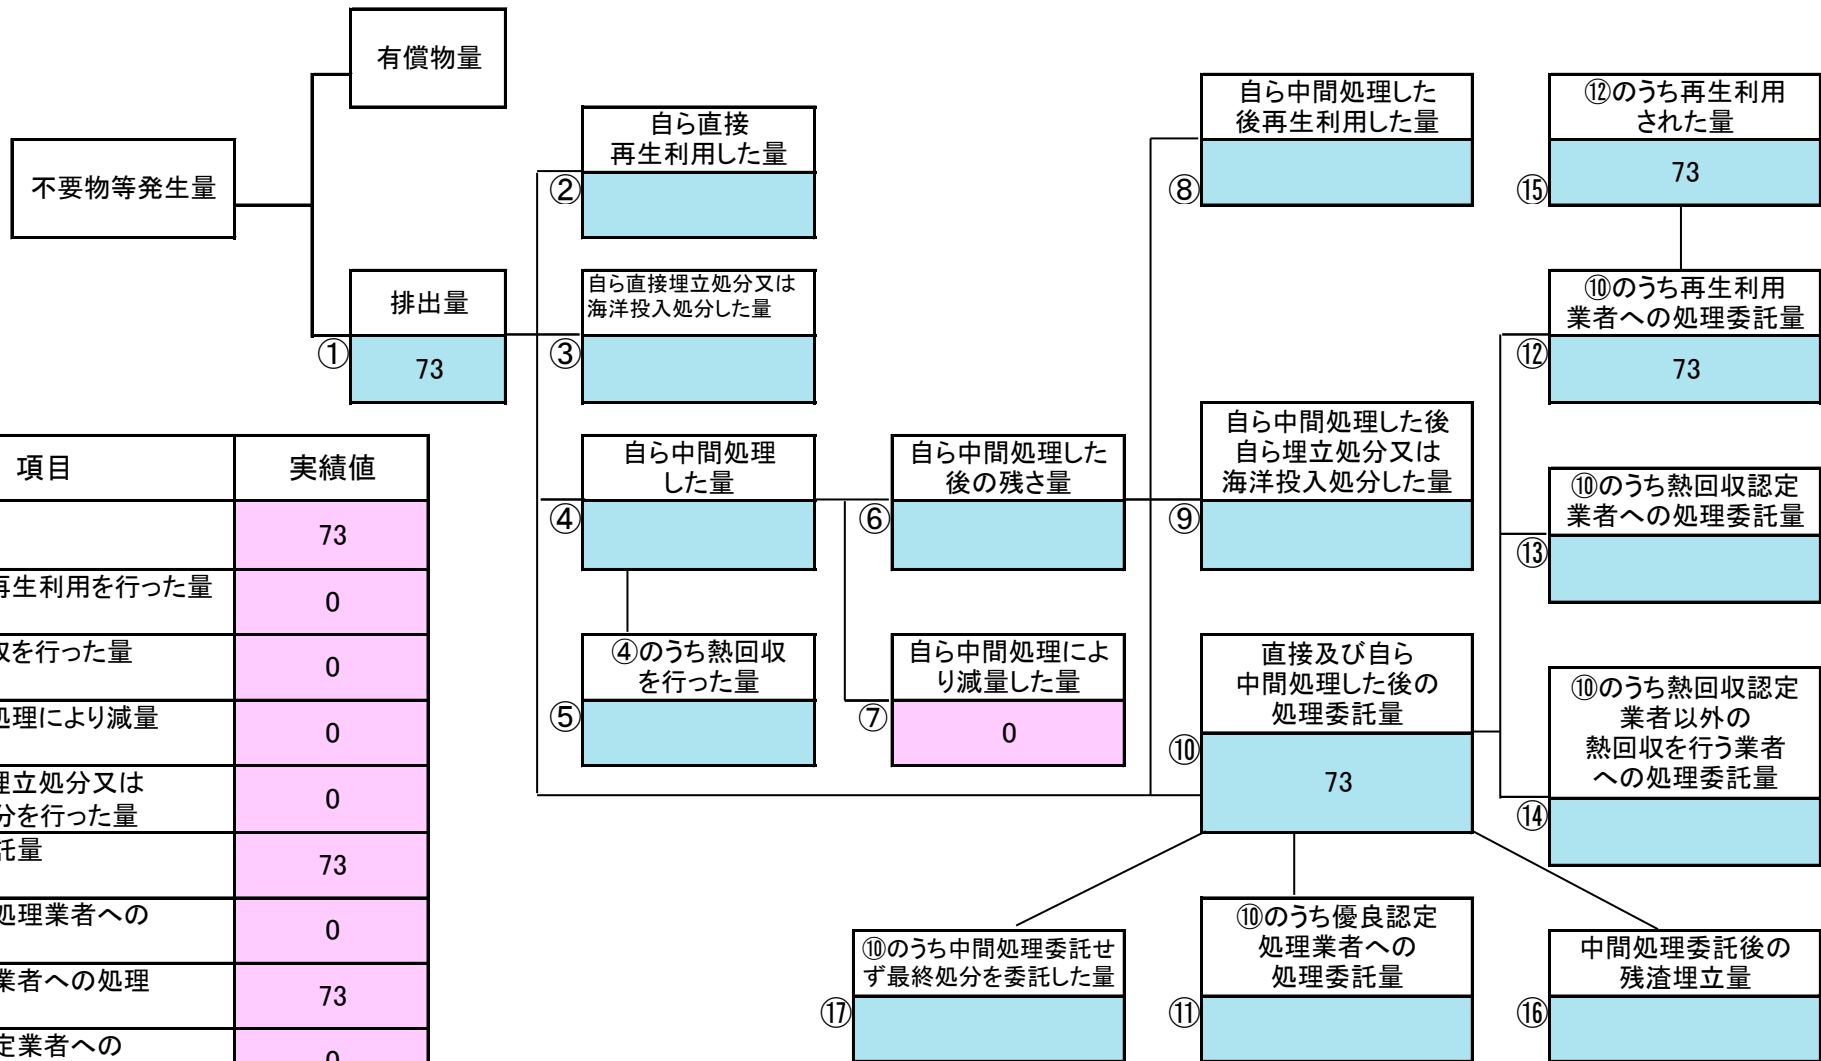 有償物量
不要物等発生量
排出量
①
73
自ら直接
再生利用した量
②
自ら直接埋立処分又は
海洋投入処分した量
③
自ら中間処理
した量
④
④のうち熱回収
を行った量
⑤
自ら中間処理した
後の残さ量
⑥
自ら中間処理によ
り減量した量
⑦
0
自ら中間処理した
後再生利用した量
⑧
自ら中間処理した後
自ら埋立処分又は
海洋投入処分した量
⑨
直接及び自ら
中間処理した後の
処理委託量
⑩
73
⑫のうち再生利用
された量
⑮
73
⑩のうち再生利用
業者への処理委託量
⑫
73
⑩のうち熱回収認定
業者への処理委託量
⑬
⑩のうち熱回収認定
業者以外の
熱回収を行う業者
への処理委託量
⑭
⑩のうち中間処理委託せ
ず最終処分を委託した量
⑰
⑩のうち優良認定
処理業者への
処理委託量
⑪
中間処理委託後の
残渣埋立量
⑯
項目
実績値
73
再生利用を行った量
0
を行った量
0
処理により減量
0
埋立処分又は
分を行った量
0
託量
73
処理業者への
0
業者への処理
73
定業者への
0